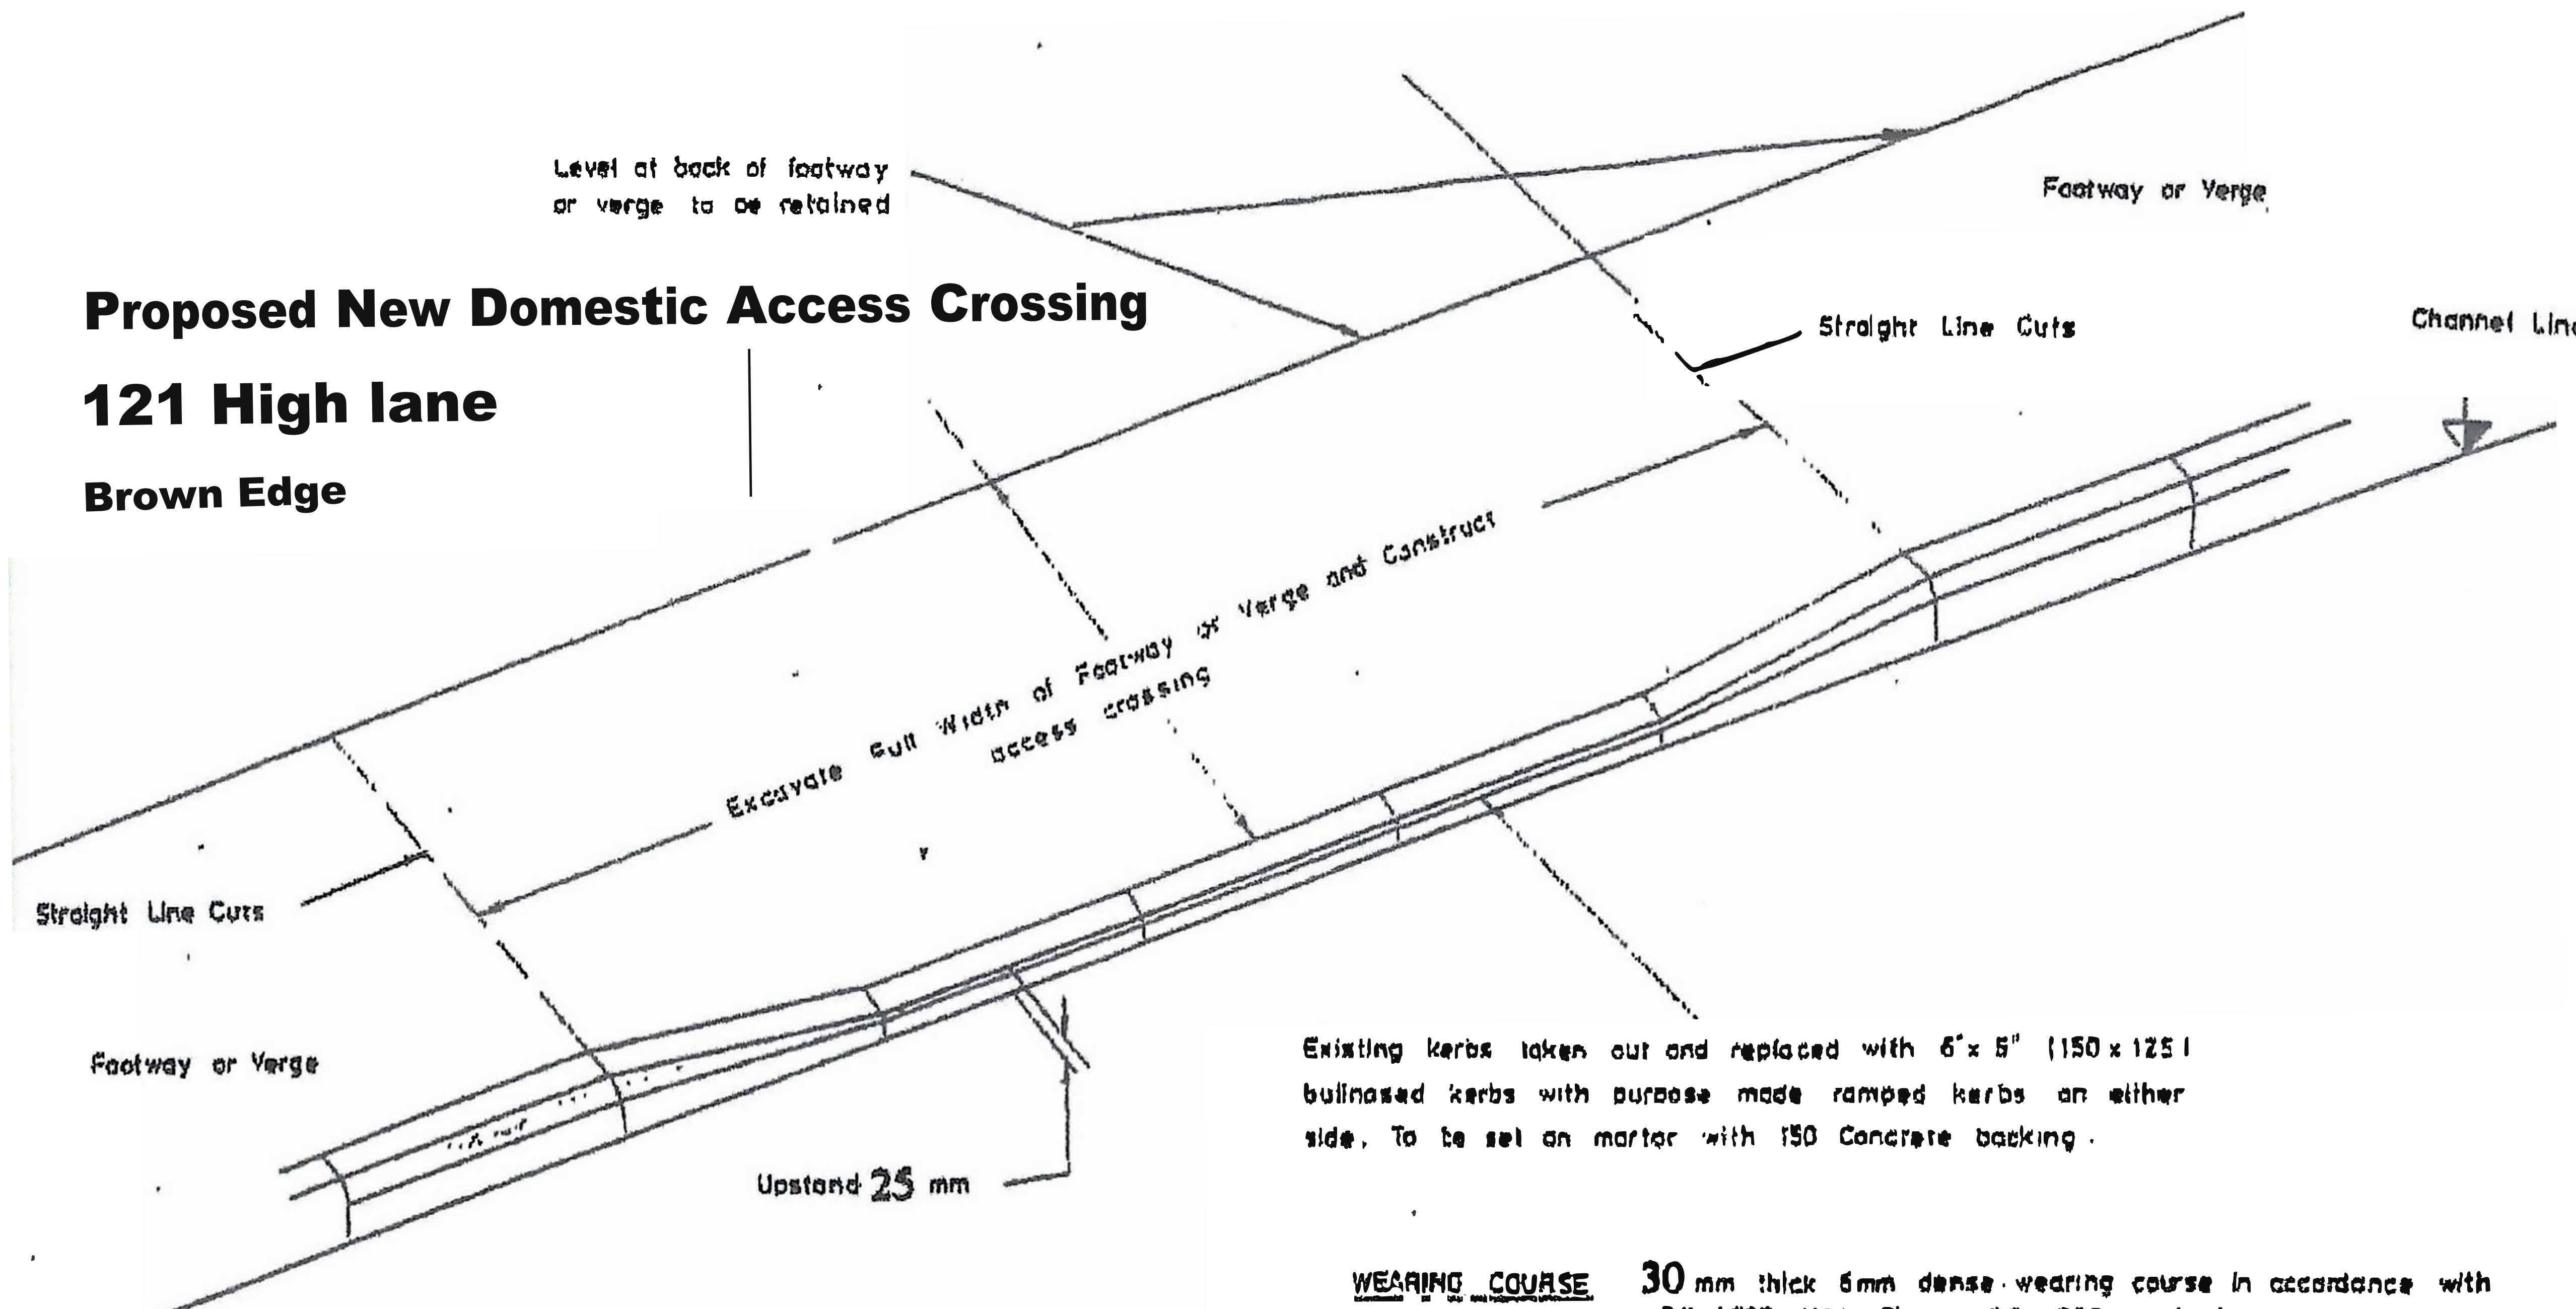 Level at back of footway
or verge to be retained
Footway or Verge
Proposed New Domestic Access Crossing
Straight Line Cuts
Channel Line
121 High lane
Brown Edge
Excavate Full Width of Footway or Verge and Construct
access crossing
Straight Line Cuts
Footway or Verge
Existing kerbs taken out and replaced with 6" x 5" (150 x 125)
bullnosed kerbs with purpose made ramped kerbs on either
side. To be set on mortar with 150 Concrete backing.
Upstand 25 mm
WEARING COURSE 30 mm thick 6mm dense wearing course in accordance with